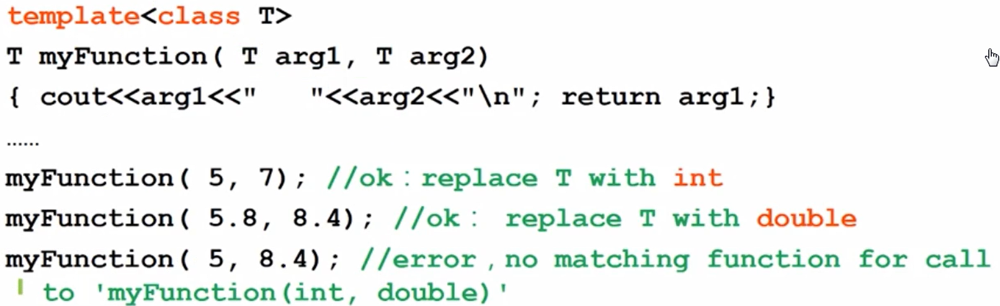 template<class T>
T myFunction( T arg1, T arg2)
{ cout<<arg1<<"   "<<arg2<<"\n"; return arg1;}
......
myFunction( 5, 7); //ok：replace T with int
myFunction( 5.8, 8.4); //ok： replace T with double
myFunction( 5, 8.4); //error，no matching function for call
to 'myFunction(int, double)'